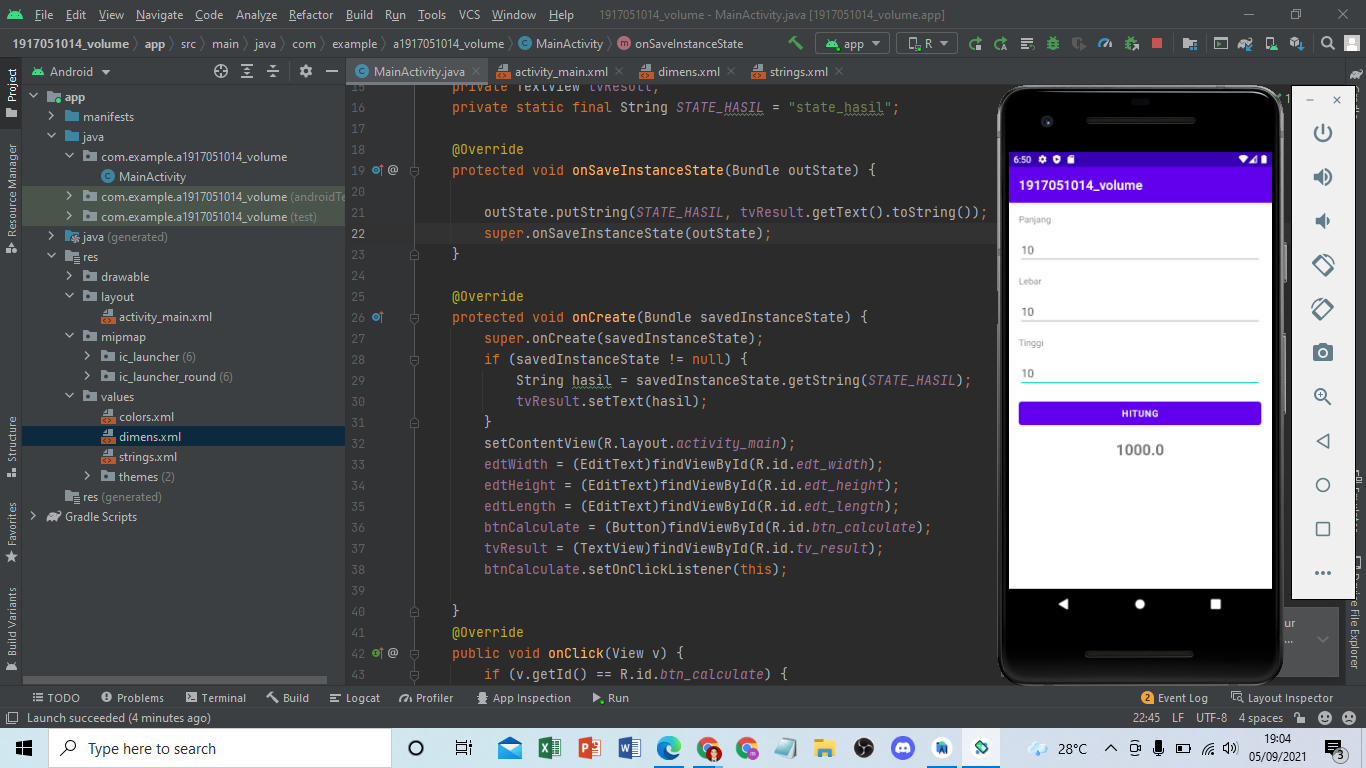 File Edit View Navigate Code Analyze Refactor Build Run Tools VCS Window Help 1917051014_volume - MainActivity.java [1917051014_volume.app]
1917051014_volume app src main java com example a1917051014_volume MainActivity onSaveInstanceState app R
Project
Android
MainActivity.java activity_main.xml dimens.xml strings.xml
app
manifests
java
com.example.a1917051014_volume
MainActivity
com.example.a1917051014_volume (androidTe
com.example.a1917051014_volume (test)
java (generated)
res
drawable
layout
activity_main.xml
mipmap
ic_launcher (6)
ic_launcher_round (6)
values
colors.xml
dimens.xml
strings.xml
themes (2)
res (generated)
Gradle Scripts
Resource Manager
Structure
Favorites
Build Variants
15 private TextView tvResult;
16 private static final String STATE_HASIL = "state_hasil";
17
18 @Override
19 @ protected void onSaveInstanceState(Bundle outState) {
20
21 outState.putString(STATE_HASIL, tvResult.getText().toString());
22 super.onSaveInstanceState(outState);
23 }
24
25 @Override
26 protected void onCreate(Bundle savedInstanceState) {
27 super.onCreate(savedInstanceState);
28 if (savedInstanceState != null) {
29 String hasil = savedInstanceState.getString(STATE_HASIL);
30 tvResult.setText(hasil);
31 }
32 setContentView(R.layout.activity_main);
33 edtWidth = (EditText)findViewById(R.id.edt_width);
34 edtHeight = (EditText)findViewById(R.id.edt_height);
35 edtLength = (EditText)findViewById(R.id.edt_length);
36 btnCalculate = (Button)findViewById(R.id.btn_calculate);
37 tvResult = (TextView)findViewById(R.id.tv_result);
38 btnCalculate.setOnClickListener(this);
39
40 }
41 @Override
42 @ public void onClick(View v) {
43 if (v.getId() == R.id.btn_calculate) {
6:50
1917051014_volume
Panjang
10
Lebar
10
Tinggi
10
HITUNG
1000.0
1
ur
...
File Explorer
TODO Problems Terminal Build Logcat Profiler App Inspection Run 2 Event Log Layout Inspector
Launch succeeded (4 minutes ago) 22:45 LF UTF-8 4 spaces
Type here to search
28°C
19:04
05/09/2021
3